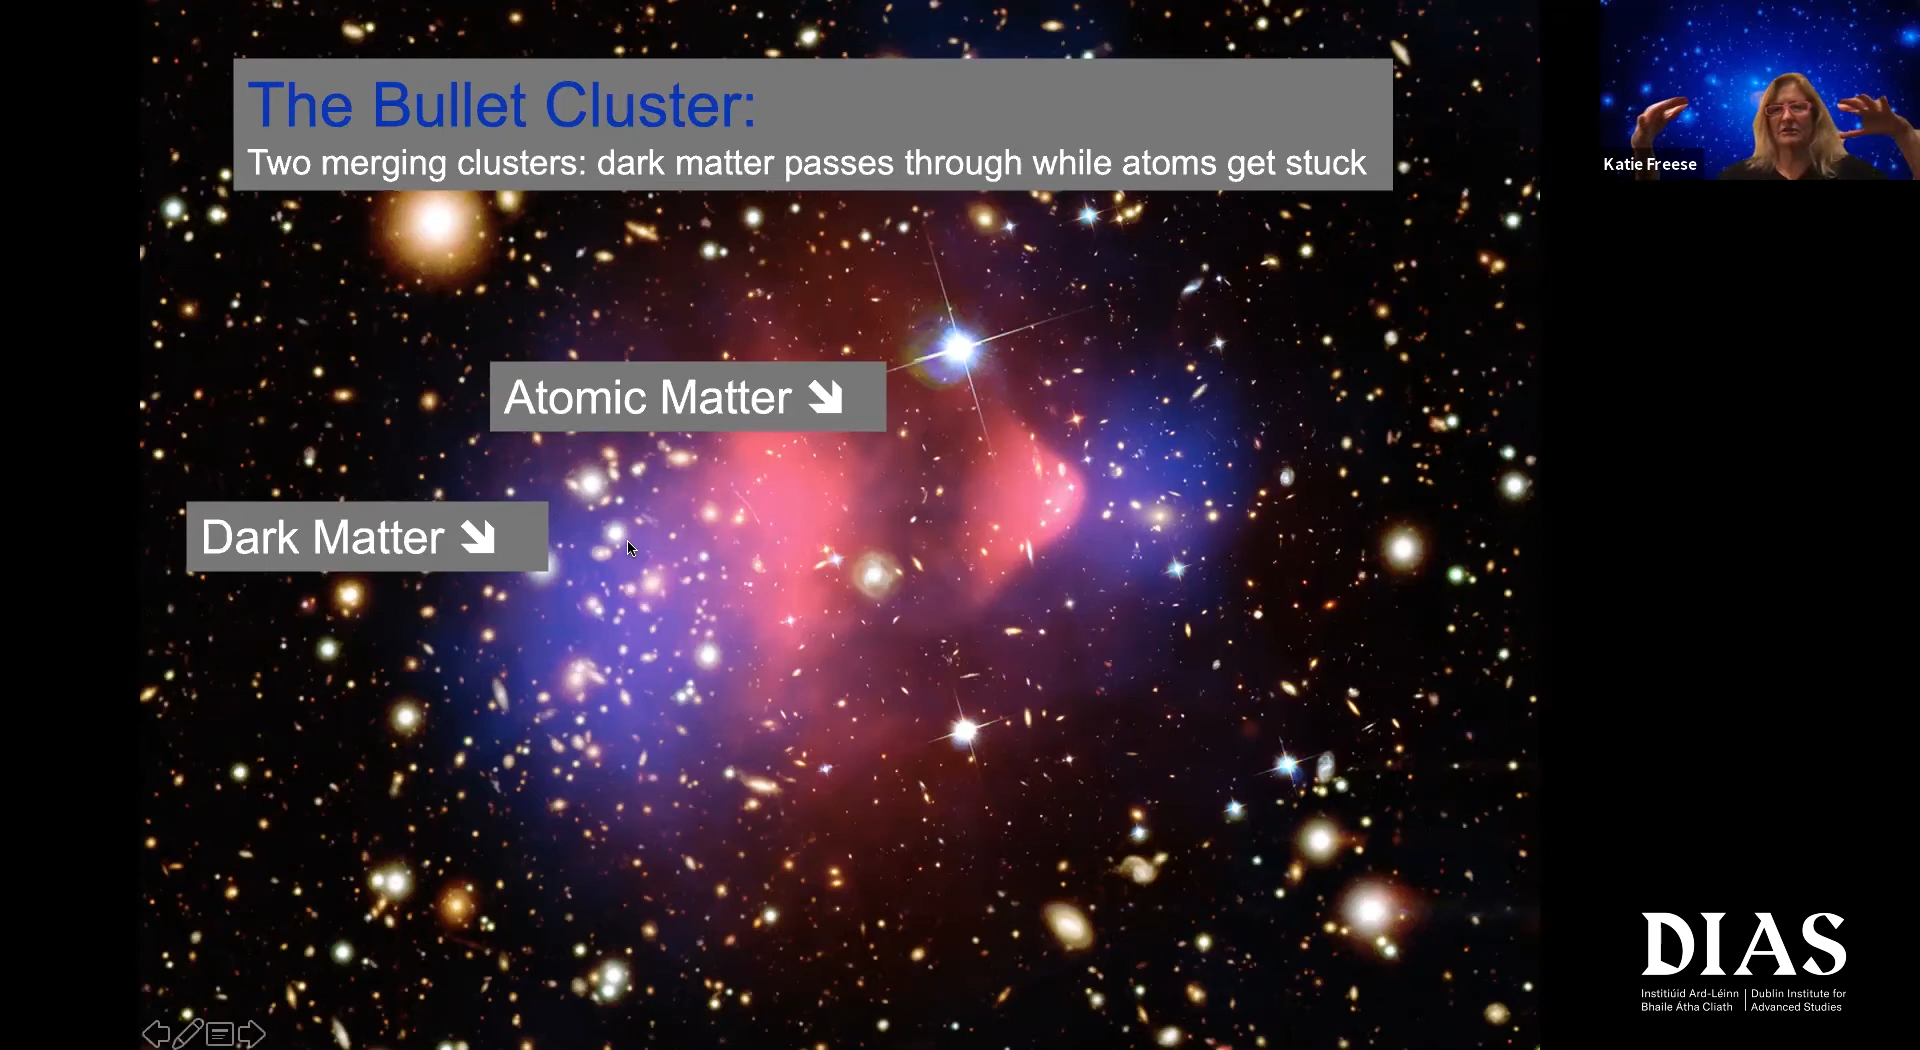 The Bullet Cluster:
Two merging clusters: dark matter passes through while atoms get stuck
Katie Freese
Atomic Matter
Dark Matter
DIAS
Institiúid Ard-Léinn
Bhaile Átha Cliath
Dublin Institute for
Advanced Studies